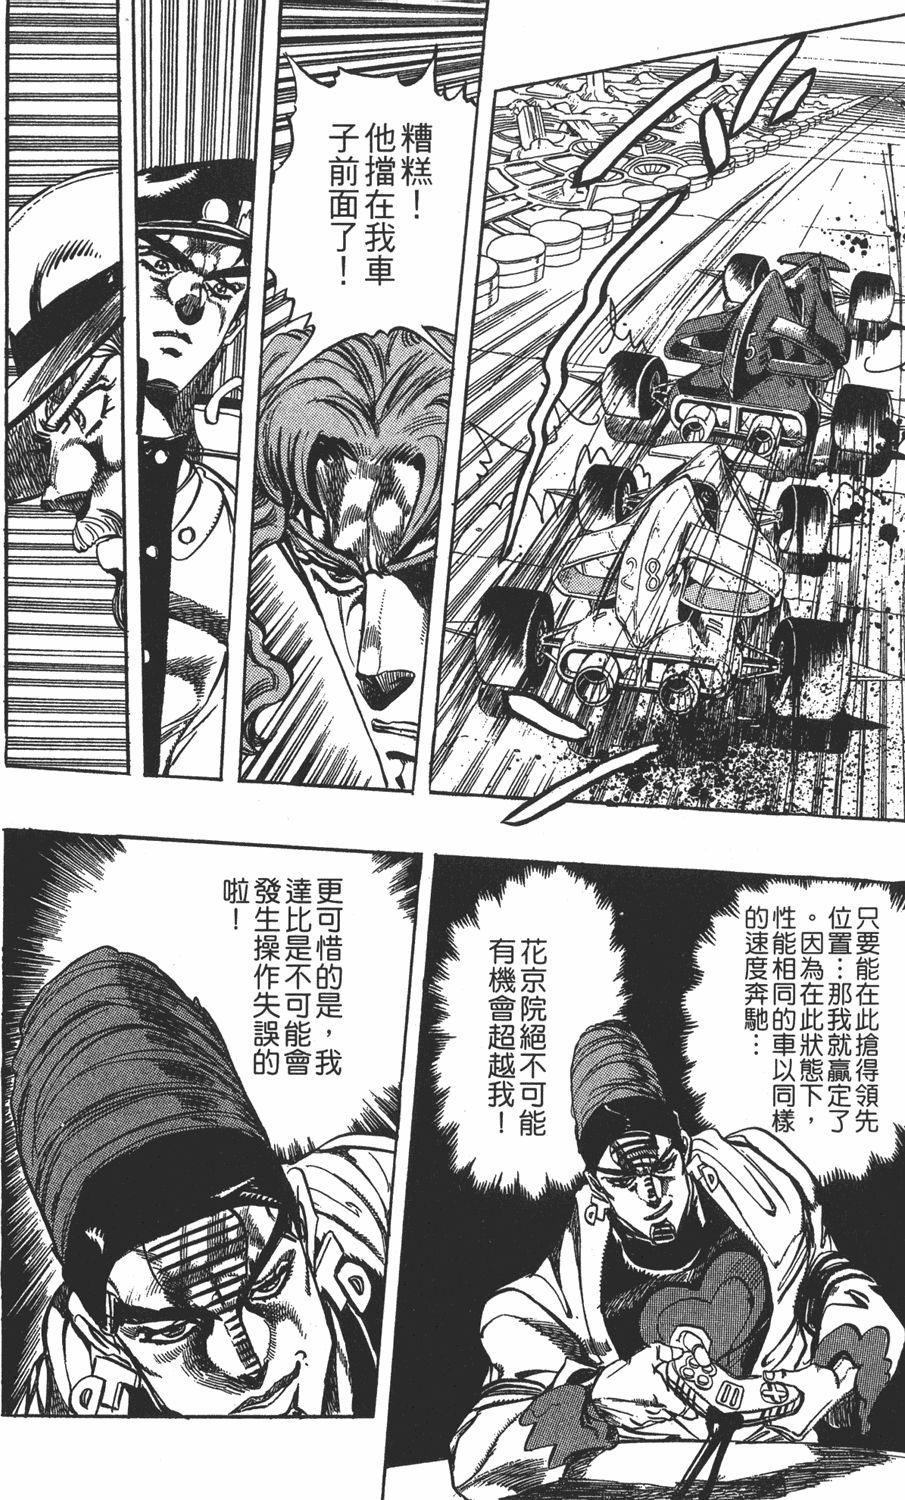 糟糕！
他擋在我車
子前面了！
28
只要能在此搶得領先
位置…那我就贏定了
。因為在此狀態下，
性能相同的車以同樣
的速度奔馳…
花京院絕不可能
有機會超越我！
更可惜的是，我
達比是不可能會
發生操作失誤的
啦！